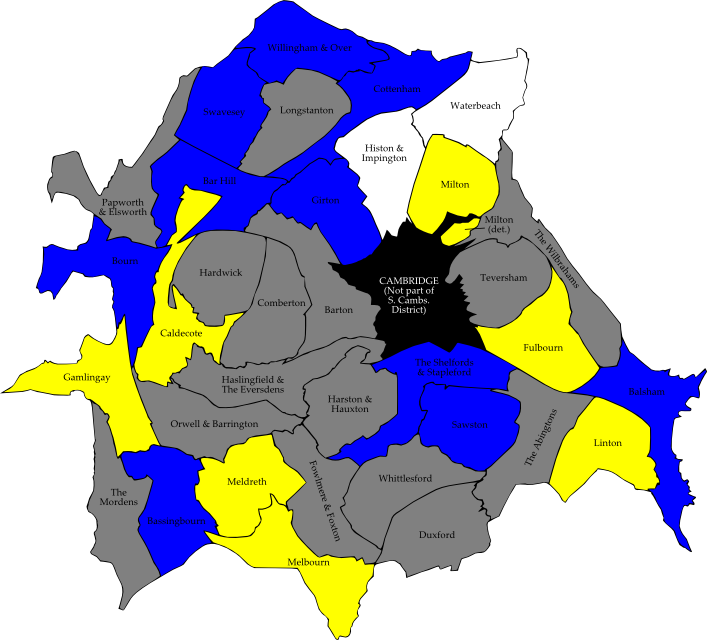 Willingham & Over
Cottenham
Swavesey
Longstanton
Waterbeach
Histon &
Impington
Bar Hill
Milton
Girton
Papworth
& Elsworth
Milton
(det.)
The Wilbrahams
Bourn
Hardwick
Teversham
CAMBRIDGE
(Not part of
S. Cambs.
District)
Comberton
Barton
Caldecote
Fulbourn
The Shelfords
& Stapleford
Gamlingay
Haslingfield &
The Eversdens
Balsham
Harston &
Hauxton
Orwell & Barrington
Sawston
The Abingtons
Linton
Whittlesford
Meldreth
Fowlmere & Foxton
The
Mordens
Bassingbourn
Duxford
Melbourn